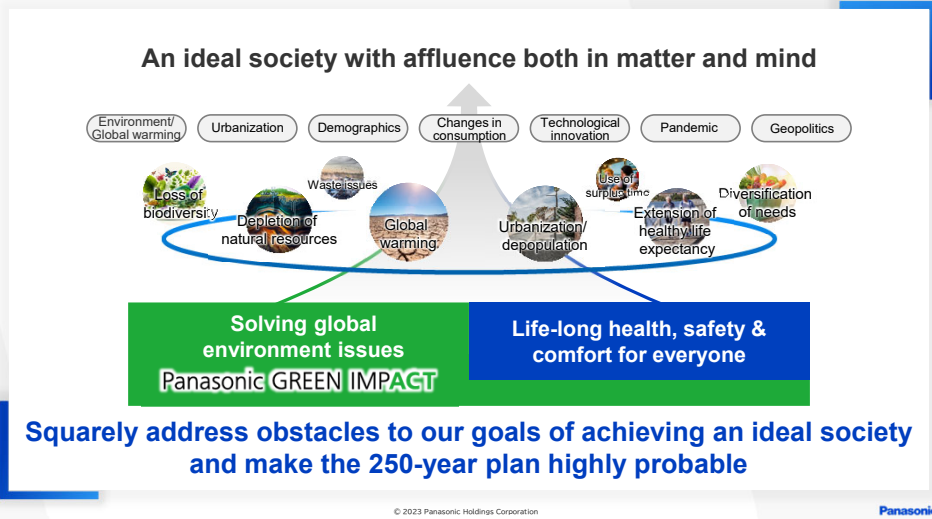 An ideal society with affluence both in matter and mind
Environment/
Global warming
Urbanization
Demographics
Changes in
consumption
Technological
innovation
Pandemic
Geopolitics
Loss of
biodiversity
Depletion of
natural resources
Waste issues
Global
warming
Urbanization/
depopulation
Use of
surplus time
Extension of
healthy life
expectancy
Diversification
of needs
Solving global
environment issues
Panasonic GREEN IMPACT
Life-long health, safety &
comfort for everyone
Squarely address obstacles to our goals of achieving an ideal society
and make the 250-year plan highly probable
© 2023 Panasonic Holdings Corporation
Panasonic